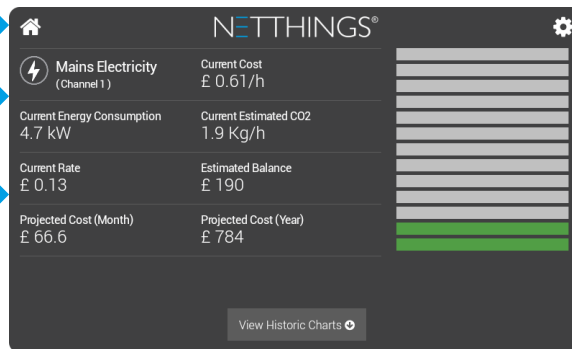 NETTHINGS®
Mains Electricity
(Channel 1)
Current Cost
£ 0.61/h
Current Energy Consumption
4.7 kW
Current Estimated CO2
1.9 Kg/h
Current Rate
£ 0.13
Estimated Balance
£ 190
Projected Cost (Month)
£ 66.6
Projected Cost (Year)
£ 784
View Historic Charts